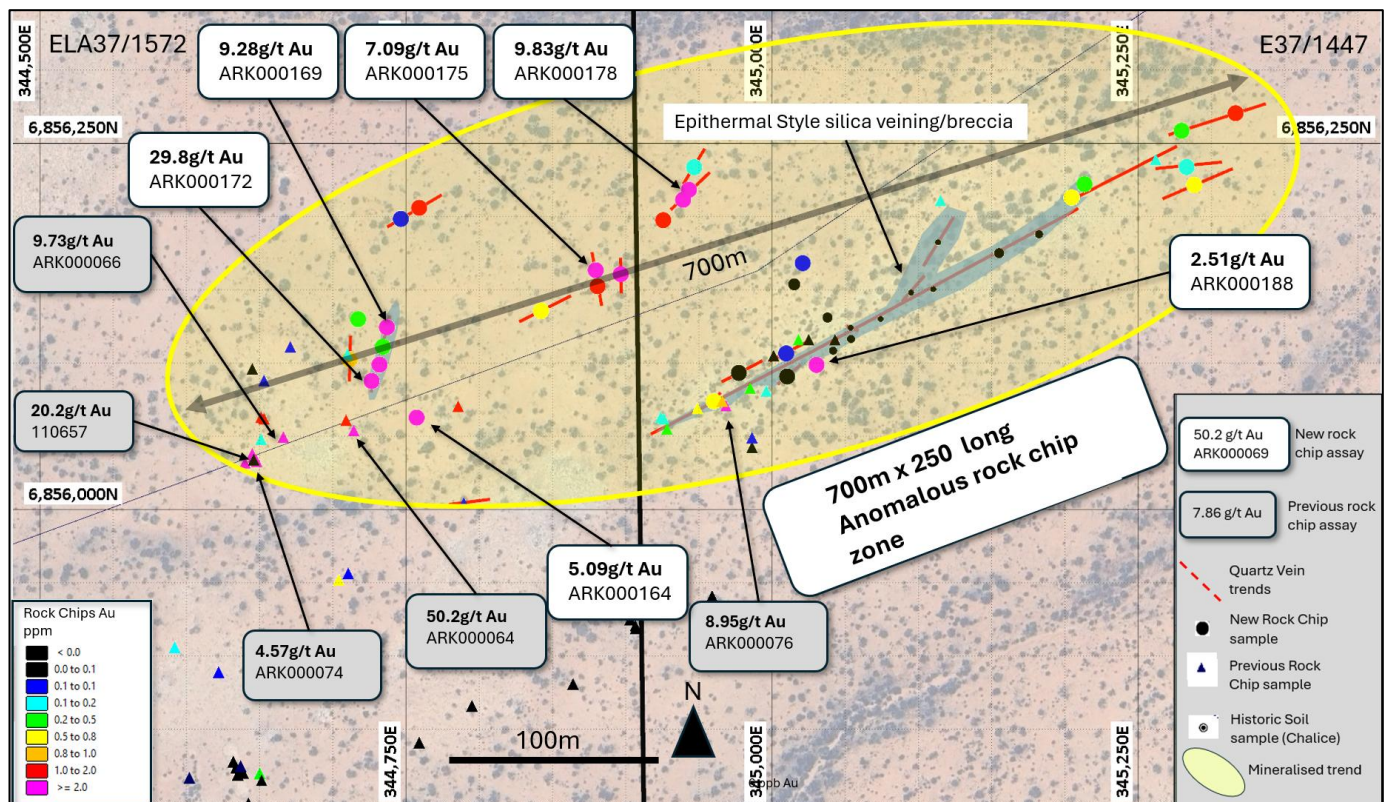 344,500E
ELA37/1572
9.28g/t Au
ARK000169
7.09g/t Au
ARK000175
9.83g/t Au
ARK000178
345,000E
345,250E
E37/1447
6,856,250N
6,856,250N
Epithermal Style silica veining/breccia
29.8g/t Au
ARK000172
9.73g/t Au
ARK000066
700m
2.51g/t Au
ARK000188
20.2g/t Au
110657
6,856,000N
700m x 250 long
Anomalous rock chip
zone
5.09g/t Au
ARK000164
50.2g/t Au
ARK000064
8.95g/t Au
ARK000076
4.57g/t Au
ARK000074
Rock Chips Au
ppm
< 0.0
0.0 to 0.1
0.1 to 0.1
0.1 to 0.2
0.2 to 0.5
0.5 to 0.8
0.8 to 1.0
1.0 to 2.0
>= 2.0
344,750E
100m
N
345,000E
ppb Au
345,250E
50.2 g/t Au
ARK000069
New rock
chip assay
7.86 g/t Au
Previous rock
chip assay
Quartz Vein
trends
New Rock Chip
sample
Previous Rock
Chip sample
Historic Soil
sample (Chalice)
Mineralised trend